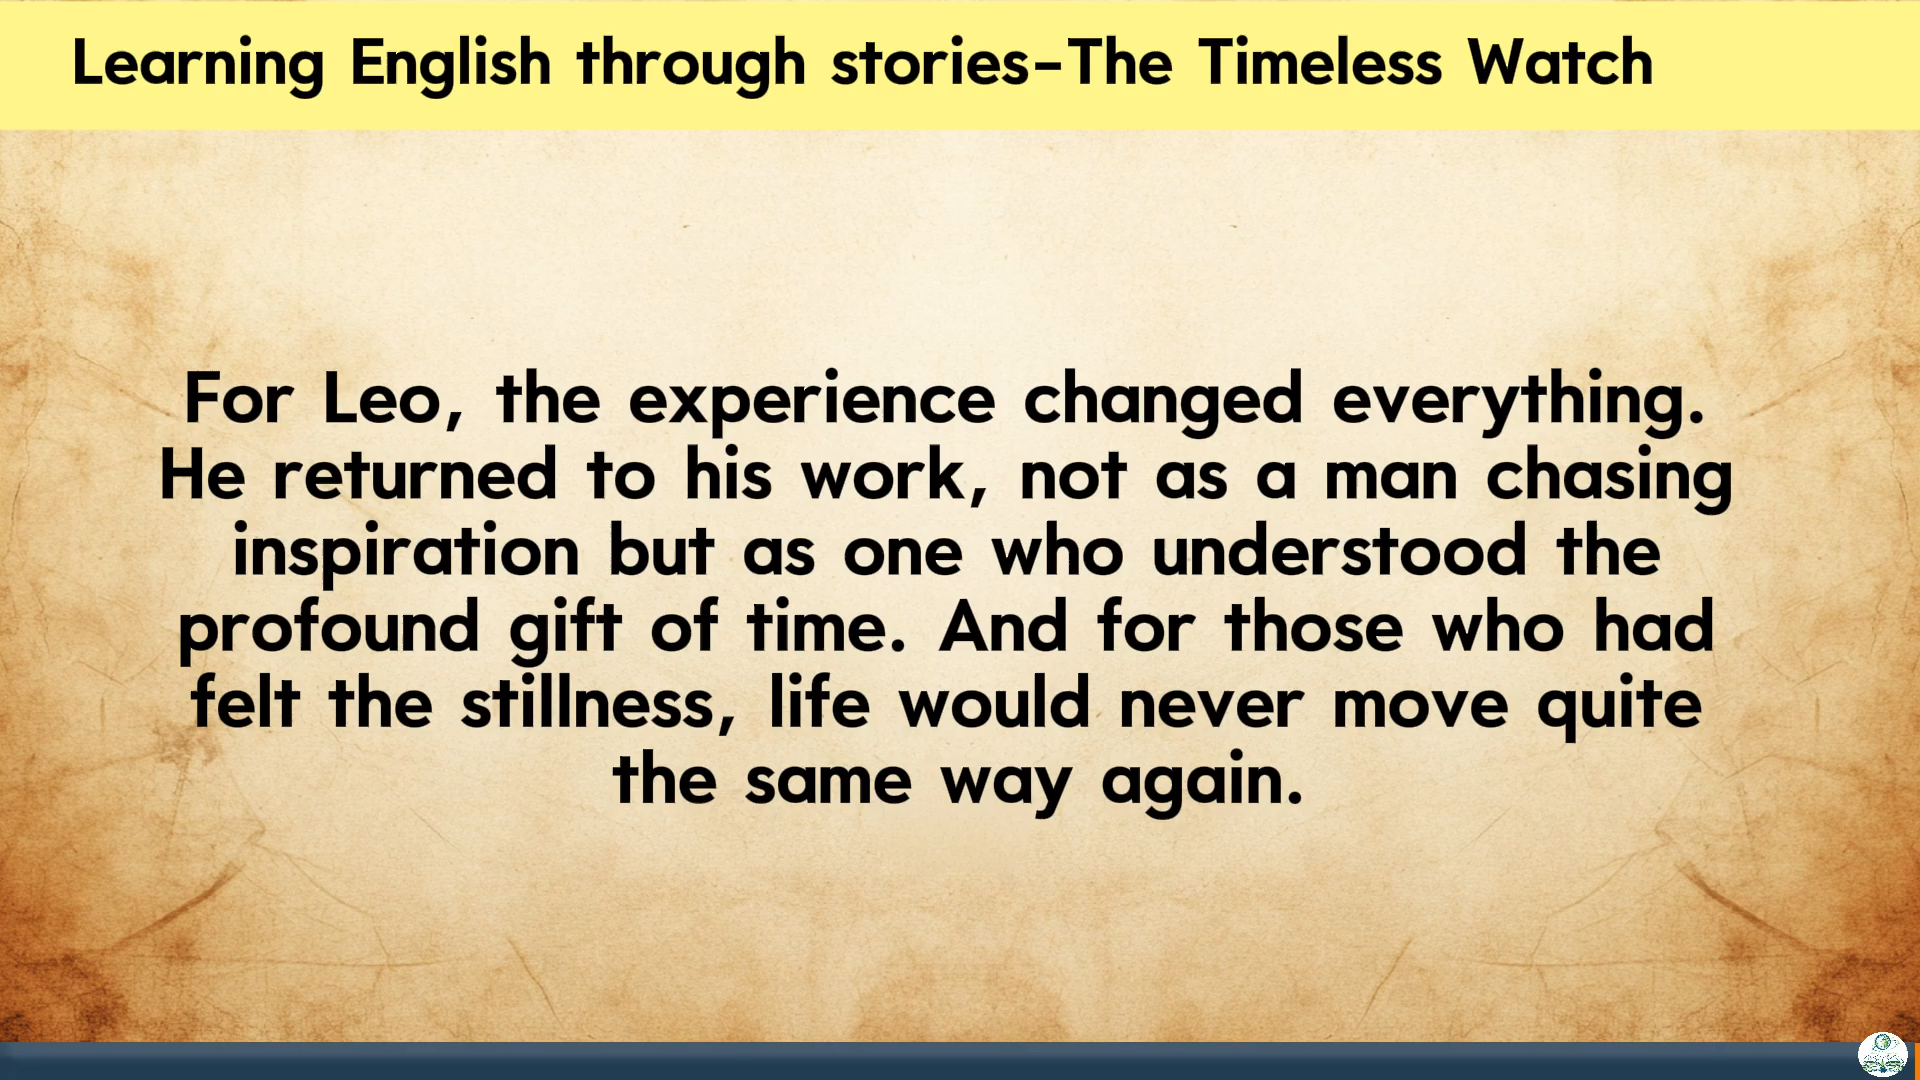 Learning English through stories-The Timeless Watch
For Leo, the experience changed everything.
He returned to his work, not as a man chasing
inspiration but as one who understood the
profound gift of time. And for those who had
felt the stillness, life would never move quite
the same way again.